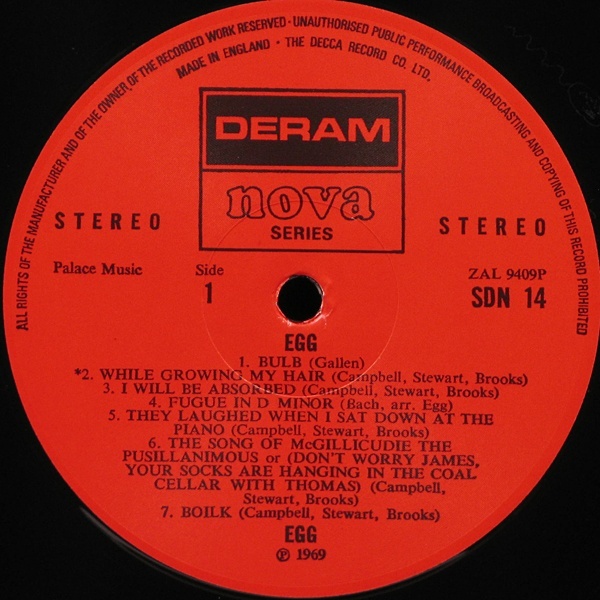 ALL RIGHTS OF THE MANUFACTURER AND OF THE OWNER OF THE RECORDED WORK RESERVED · UNAUTHORISED PUBLIC PERFORMANCE BROADCASTING AND COPYING OF THIS RECORD PROHIBITED
MADE IN ENGLAND · THE DECCA RECORD CO. LTD.
DERAM
nova
SERIES
STEREO STEREO
Palace Music Side ZAL 9409P
1 SDN 14
EGG
1. BULB (Gallen)
*2. WHILE GROWING MY HAIR (Campbell, Stewart, Brooks)
3. I WILL BE ABSORBED (Campbell, Stewart, Brooks)
4. FUGUE IN D MINOR (Bach, arr. Egg)
5. THEY LAUGHED WHEN I SAT DOWN AT THE
PIANO (Campbell, Stewart, Brooks)
6. THE SONG OF McGILLICUDIE THE
PUSILLANIMOUS or (DON'T WORRY JAMES,
YOUR SOCKS ARE HANGING IN THE COAL
CELLAR WITH THOMAS) (Campbell,
Stewart, Brooks)
7. BOILK (Campbell, Stewart, Brooks)
EGG
℗ 1969